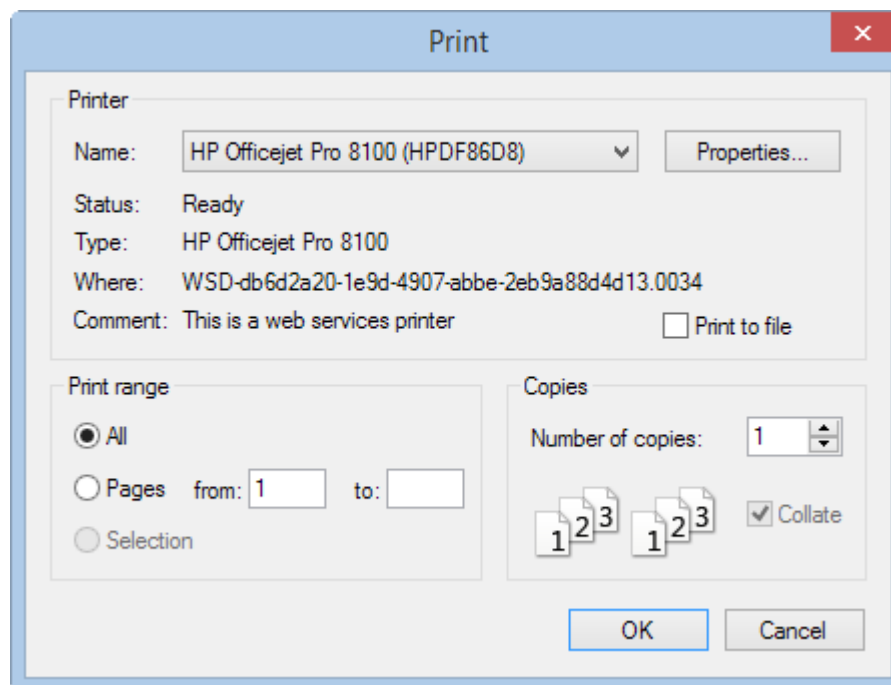 Print
Printer
Name: HP Officejet Pro 8100 (HPDF86D8) Properties...
Status: Ready
Type: HP Officejet Pro 8100
Where: WSD-db6d2a20-1e9d-4907-abbe-2eb9a88d4d13.0034
Comment: This is a web services printer Print to file
Print range
All
Pages from: 1 to:
Selection
Copies
Number of copies: 1
1 2 3 1 2 3 Collate
OK Cancel